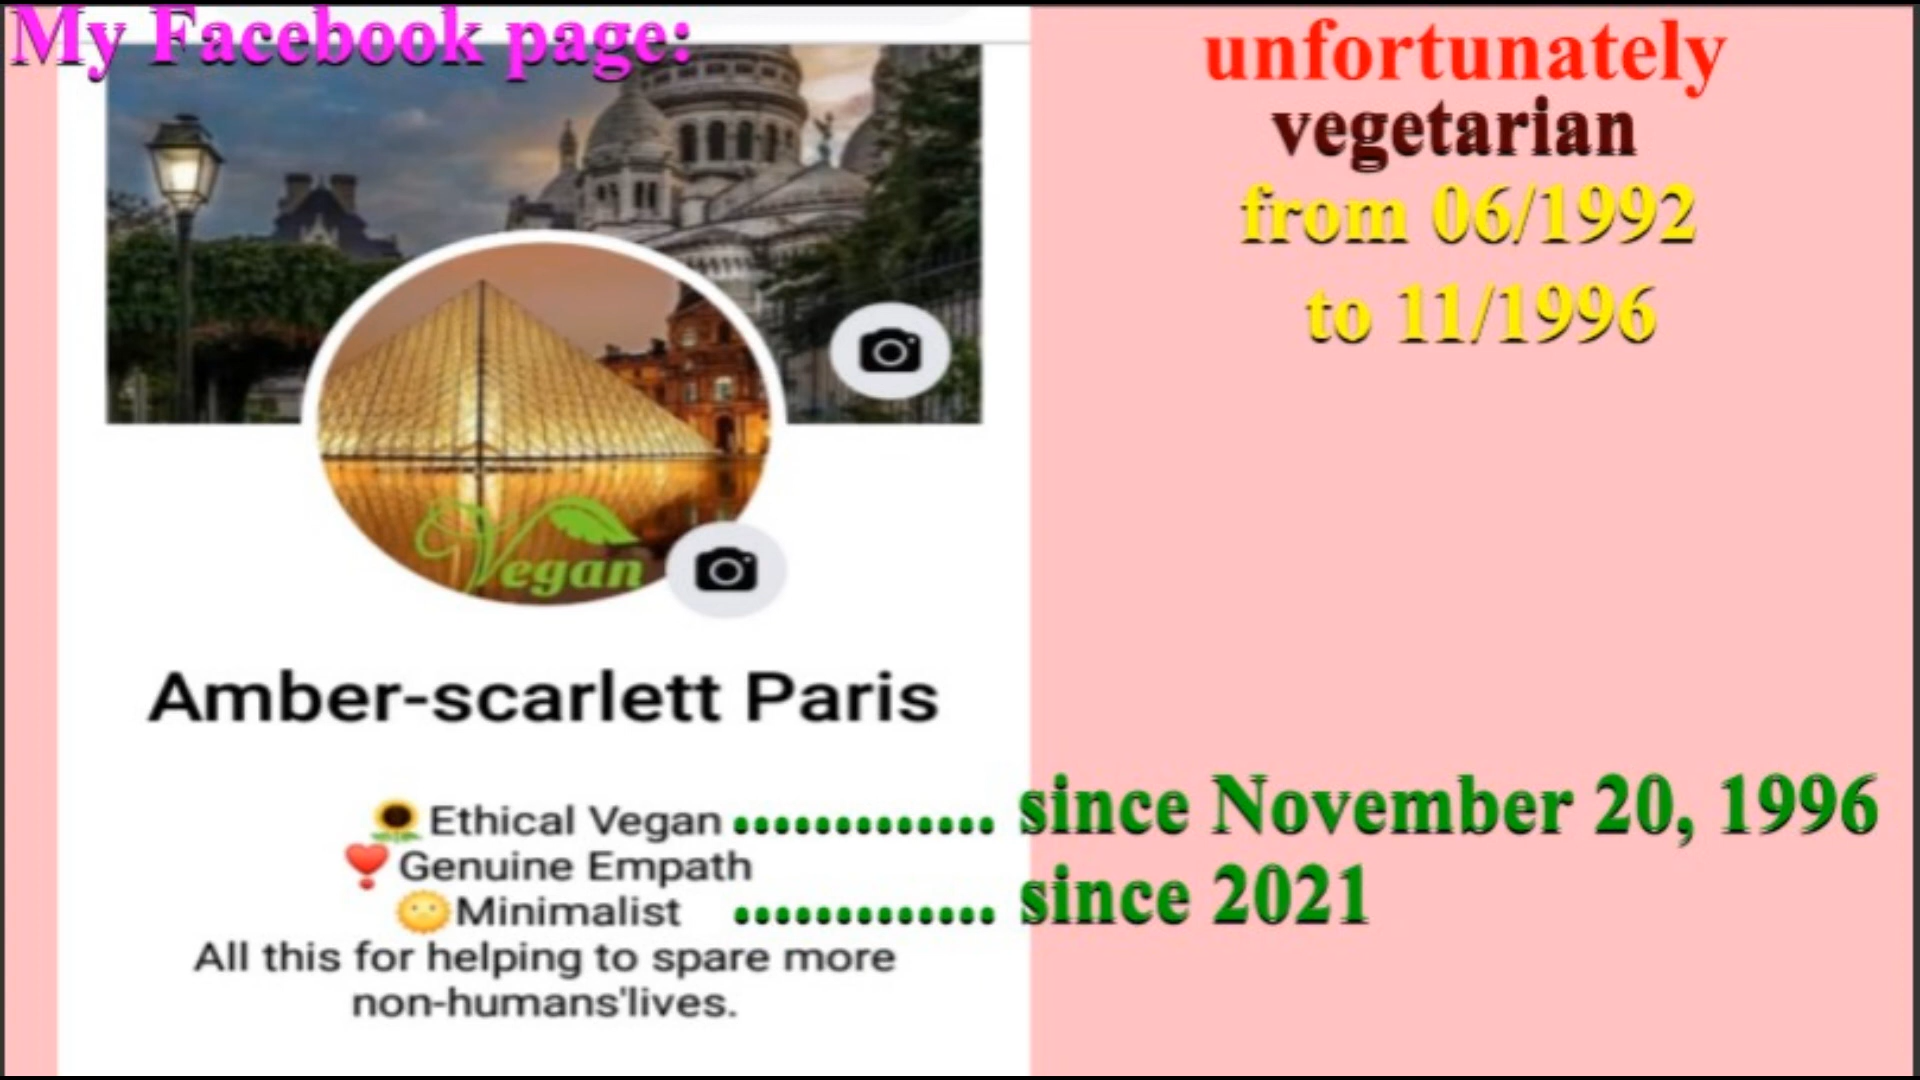 My Facebook page:
unfortunately
vegetarian
from 06/1992
to 11/1996
Vegan
Amber-scarlett Paris
🌻Ethical Vegan ............. since November 20, 1996
❣️Genuine Empath
🌝Minimalist ............. since 2021
All this for helping to spare more
non-humans'lives.